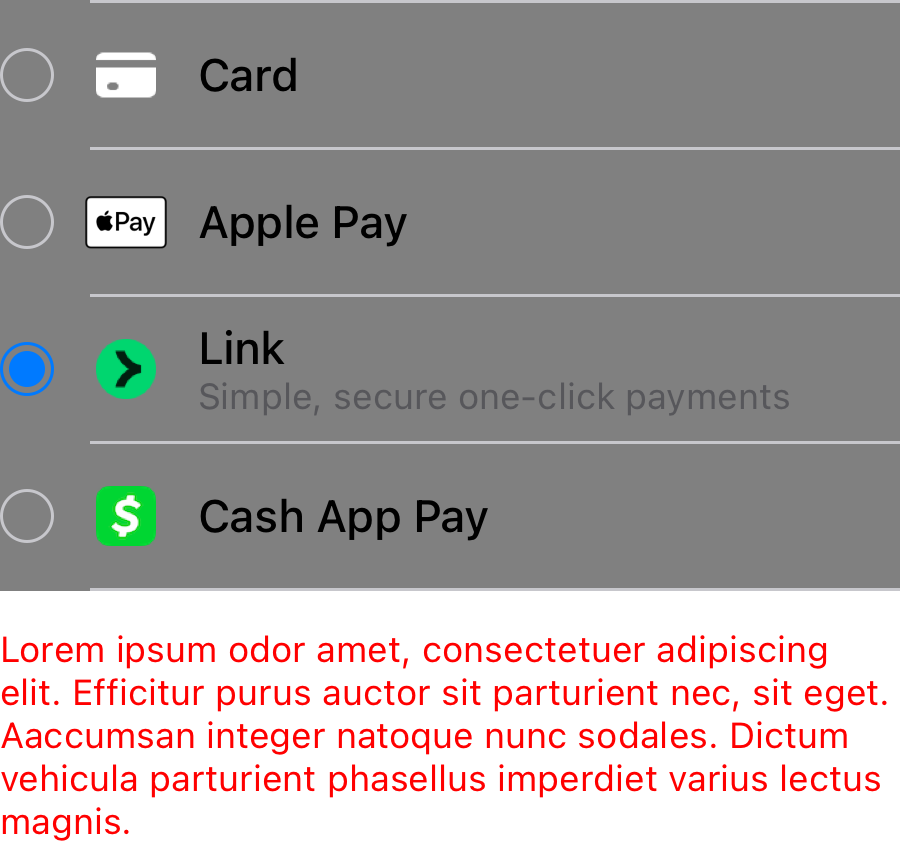 Card
Pay
Apple Pay
Link
Simple, secure one-click payments
$
Cash App Pay
Lorem ipsum odor amet, consectetuer adipiscing
elit. Efficitur purus auctor sit parturient nec, sit eget.
Aaccumsan integer natoque nunc sodales. Dictum
vehicula parturient phasellus imperdiet varius lectus
magnis.